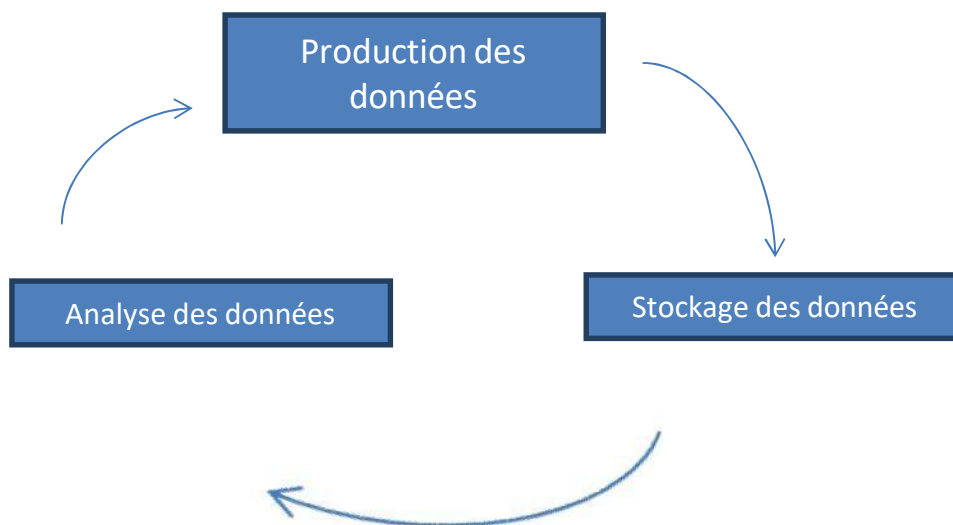 Production des
données
Analyse des données
Stockage des données